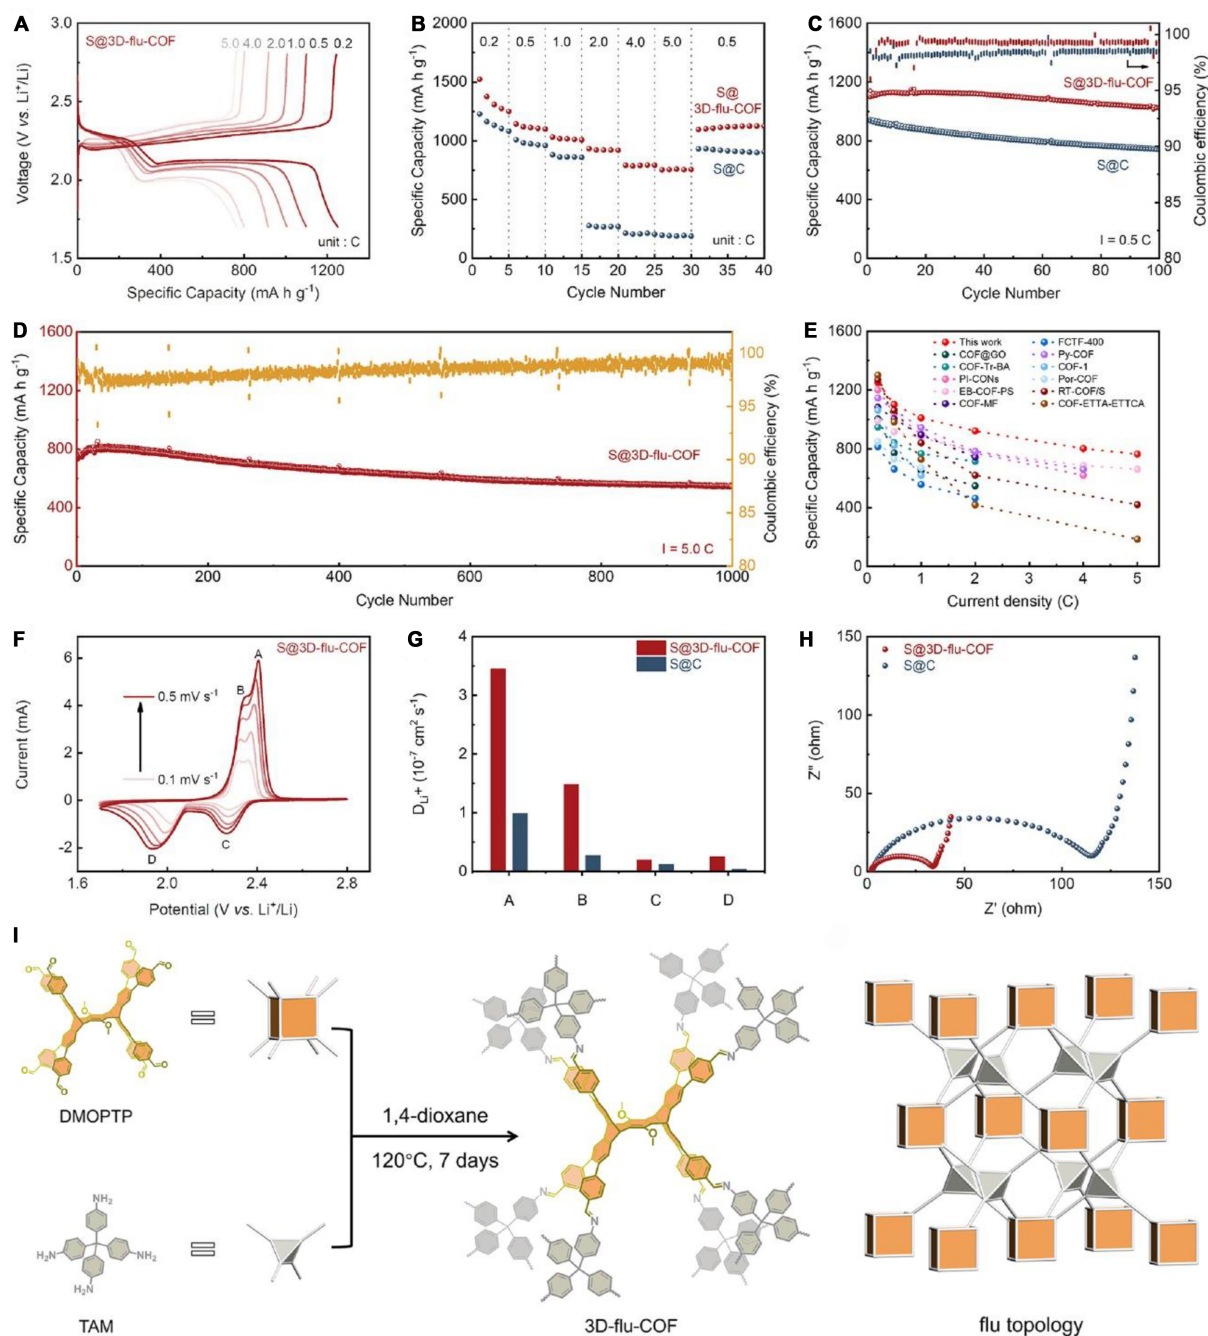 A
S@3D-flu-COF
5.0 4.0 2.0 1.0 0.5 0.2
3.0
2.5
2.0
1.5
0 400 800 1200
unit : C
Voltage (V vs. Li⁺/Li)
Specific Capacity (mA h g⁻¹)
B
0.2 0.5 1.0 2.0 4.0 5.0 0.5
2000
1500
1000
500
0
0 5 10 15 20 25 30 35 40
S@
3D-flu-COF
S@C
unit : C
Specific Capacity (mA h g⁻¹)
Cycle Number
C
1600
1200
800
400
0
100
95
90
85
80
0 20 40 60 80 100
S@3D-flu-COF
S@C
I = 0.5 C
Specific Capacity (mA h g⁻¹)
Coulombic efficiency (%)
Cycle Number
D
1600
1200
800
400
0
100
95
90
85
80
0 200 400 600 800 1000
S@3D-flu-COF
I = 5.0 C
Specific Capacity (mA h g⁻¹)
Coulombic efficiency (%)
Cycle Number
E
This work FCTF-400
COF@GO Py-COF
COF-Tr-BA COF-1
PI-CONs Por-COF
EB-COF-PS RT-COF/S
COF-MF COF-ETTA-ETTCA
1600
1200
800
400
0
0 1 2 3 4 5
Specific Capacity (mA h g⁻¹)
Current density (C)
F
S@3D-flu-COF
A
B
C
D
0.5 mV s⁻¹
0.1 mV s⁻¹
6
4
2
0
-2
1.6 2.0 2.4 2.8
Current (mA)
Potential (V vs. Li⁺/Li)
G
S@3D-flu-COF
S@C
4
3
2
1
0
A B C D
D_Li+ (10⁻⁷ cm² s⁻¹)
H
S@3D-flu-COF
S@C
150
100
50
0
0 50 100 150
Z'' (ohm)
Z' (ohm)
I
DMOPTP
NH₂
H₂N
NH₂
H₂N
TAM
1,4-dioxane
120°C, 7 days
3D-flu-COF
flu topology